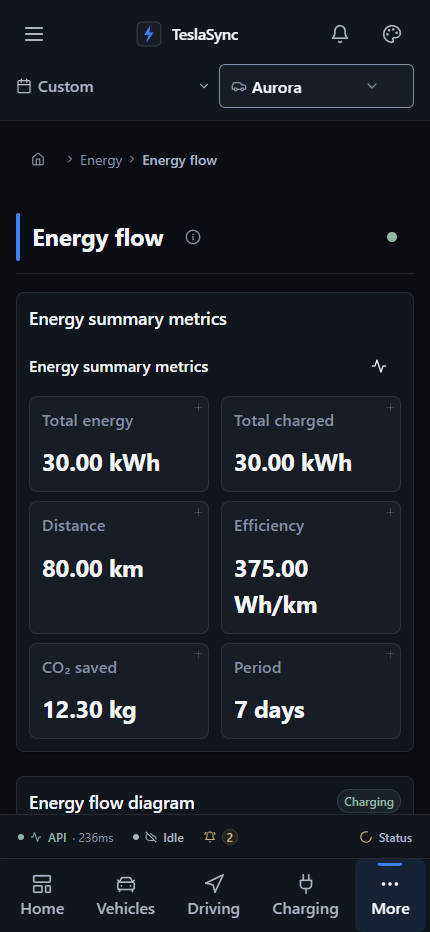 TeslaSync
Custom
Aurora
Energy
Energy flow
Energy flow
Energy summary metrics
Energy summary metrics
Total energy
30.00 kWh
Total charged
30.00 kWh
Distance
80.00 km
Efficiency
375.00
Wh/km
CO₂ saved
12.30 kg
Period
7 days
Energy flow diagram
Charging
API · 236ms
Idle
2
Status
Home
Vehicles
Driving
Charging
More